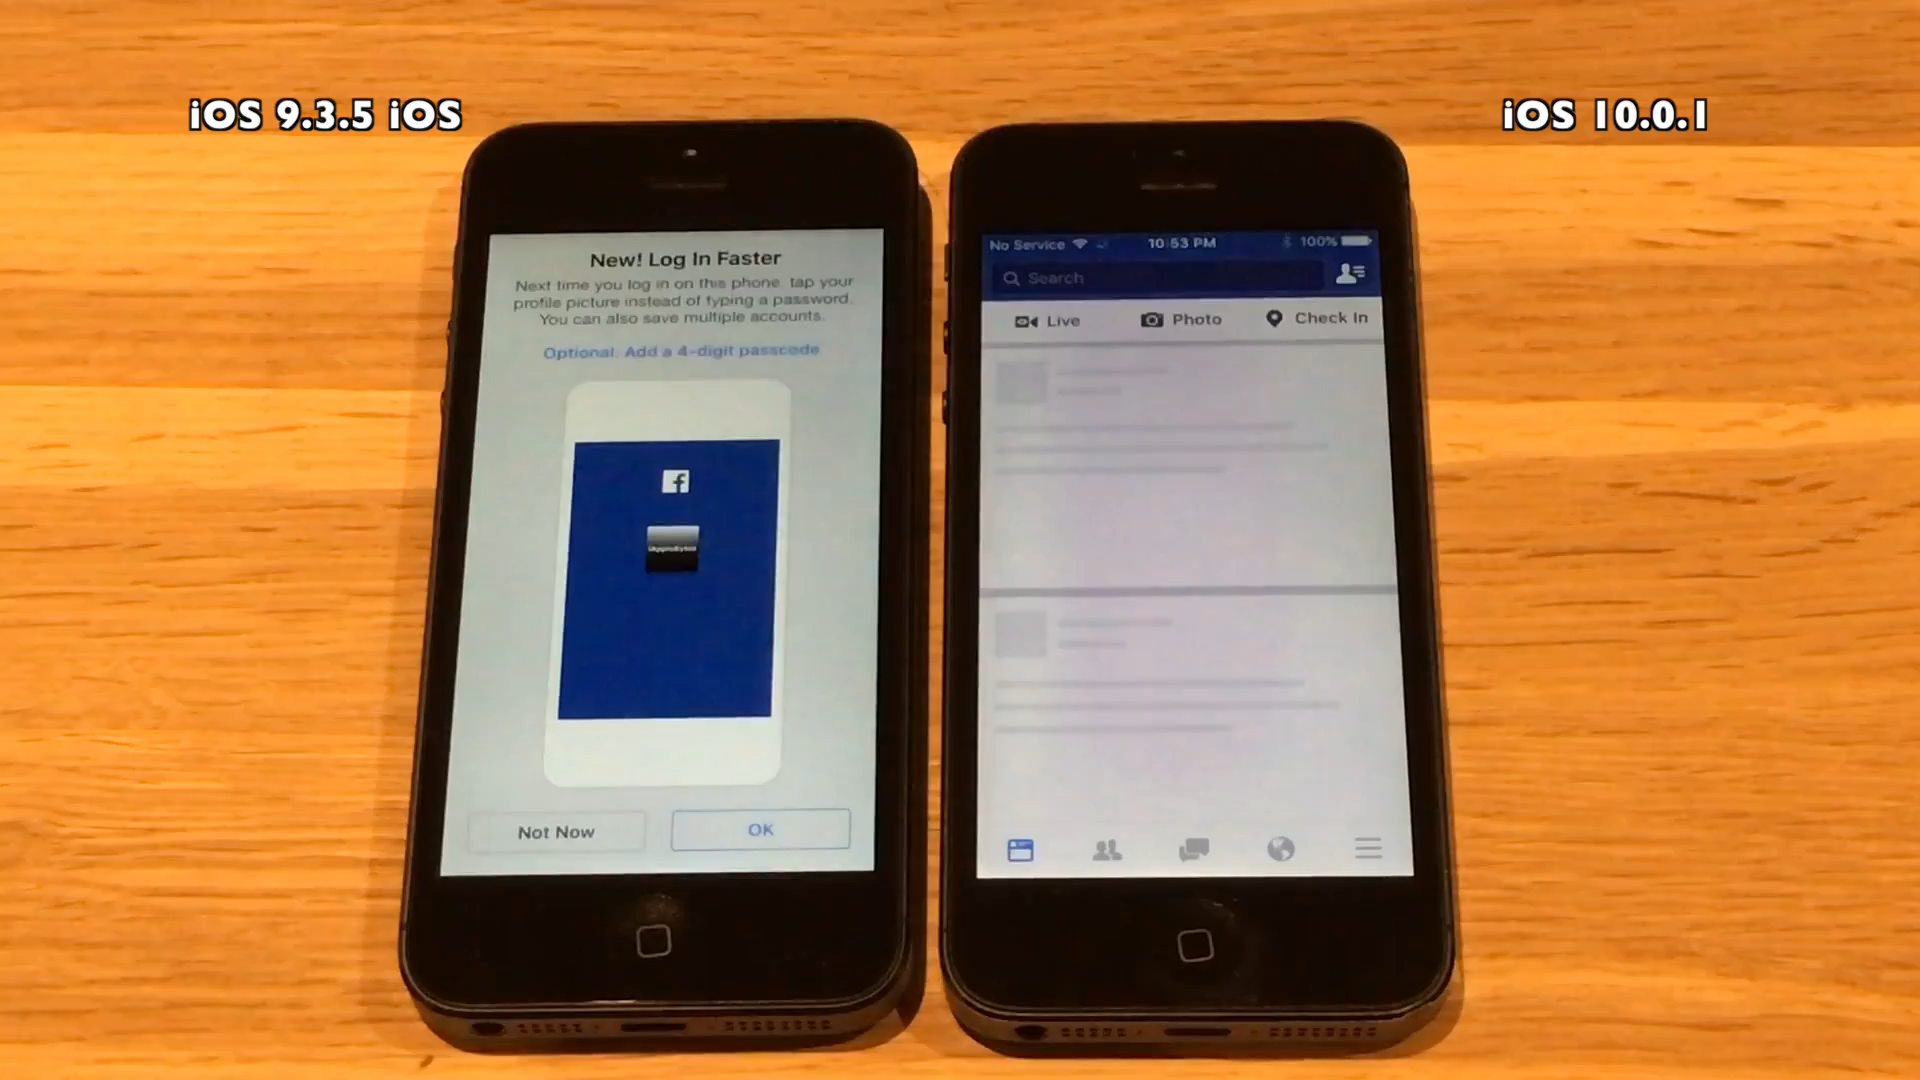 iOS 9.3.5 iOS
iOS 10.0.1
New! Log In Faster
Next time you log in on this phone, tap your
profile picture instead of typing a password.
You can also save multiple accounts.
Optional: Add a 4-digit passcode
f
Not Now
OK
No Service
10:53 PM
100%
Search
Live
Photo
Check In